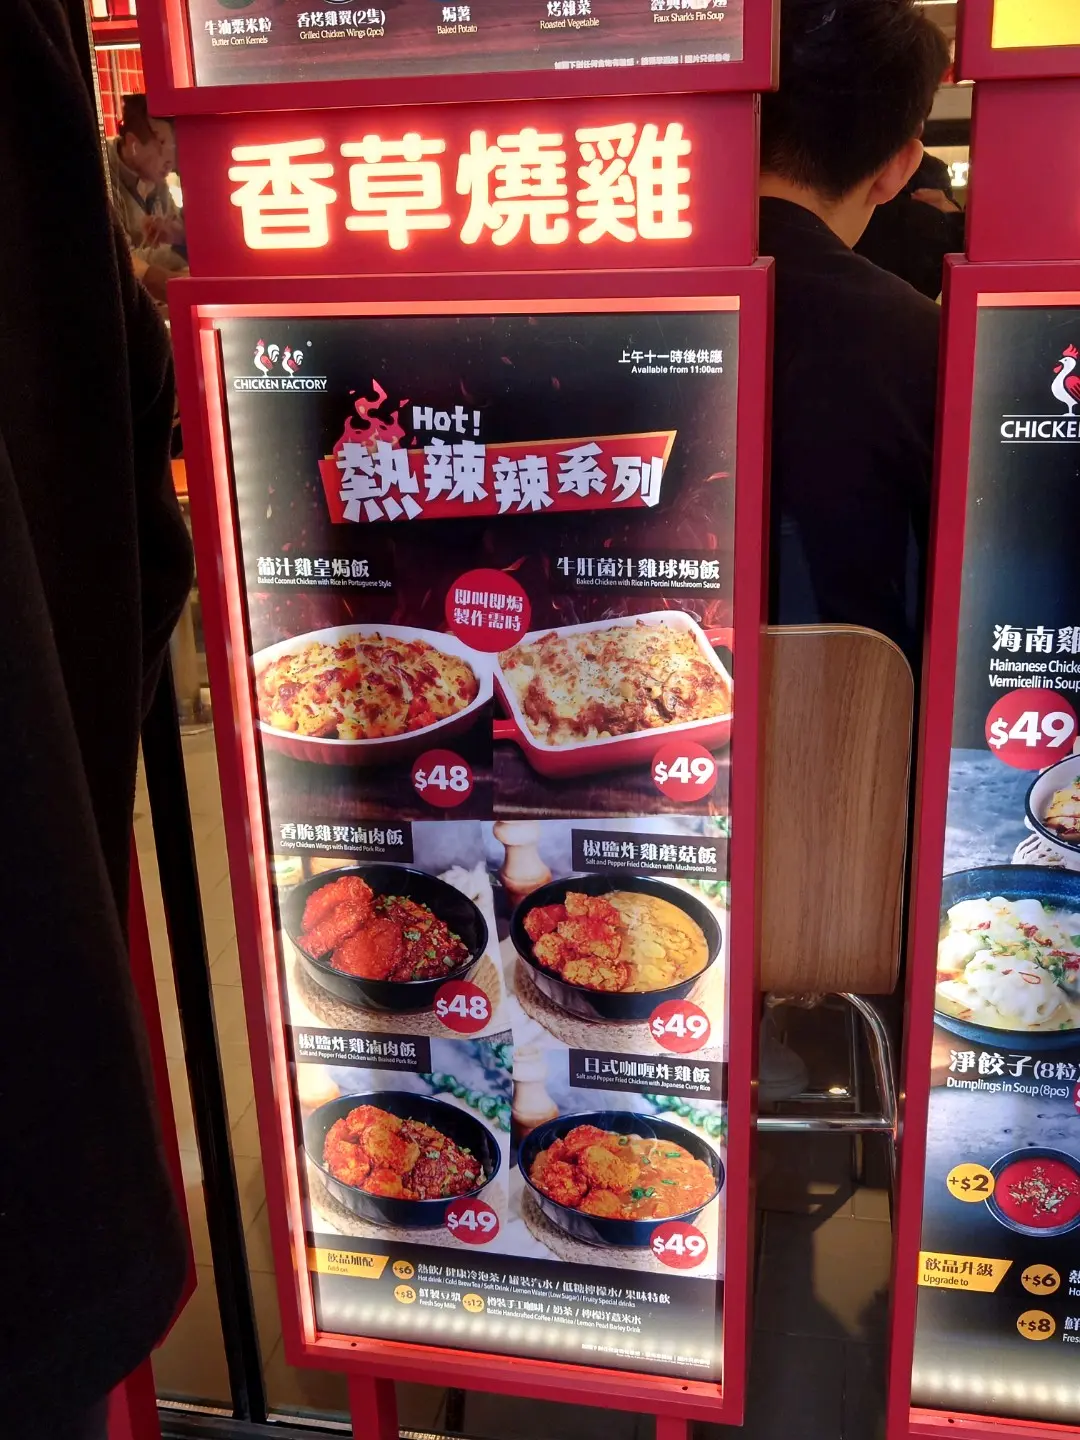 牛油粟米粒
Butter Corn Kernels
香烤雞翼(2隻)
Grilled Chicken Wings (2pcs)
焗薯
Baked Potato
烤雜菜
Roasted Vegetable
Faux Shark's Fin Soup
香草燒雞
CHICKEN FACTORY
上午十一時後供應
Available from 11:00am
Hot!
熱辣辣系列
葡汁雞皇焗飯
Baked Coconut Chicken with Rice in Portuguese Style
牛肝菌汁雞球焗飯
Baked Chicken with Rice in Porcini Mushroom Sauce
即叫即焗
製作需時
$48
$49
香脆雞翼滷肉飯
Crispy Chicken Wings with Braised Pork Rice
椒鹽炸雞蘑菇飯
Salt and Pepper Fried Chicken with Mushroom Rice
$48
$49
椒鹽炸雞滷肉飯
Salt and Pepper Fried Chicken with Braised Pork Rice
日式咖喱炸雞飯
Salt and Pepper Fried Chicken with Japanese Curry Rice
$49
$49
飲品加配
+$6 熱飲/ 健康冷泡茶 / 罐裝汽水 / 低糖檸檬水/ 果味特飲
Hot drink / Cold Brew Tea / Soft Drink / Lemon Water (Low Sugar) / Fruity Special drinks
+$8 鮮製豆漿
Fresh Soy Milk
+$12 樽裝手工咖啡 / 奶茶 / 檸檬洋薏米水
Bottle Handcrafted Coffee / Milktea / Lemon Pearl Barley Drink
CHICKE
海南雞
Hainanese Chicke
Vermicelli in Soup
$49
淨餃子(8粒)
Dumplings in Soup (8pcs)
+$2
飲品升級
Upgrade to
+$6 熱
Ho
+$8 鮮
Fres